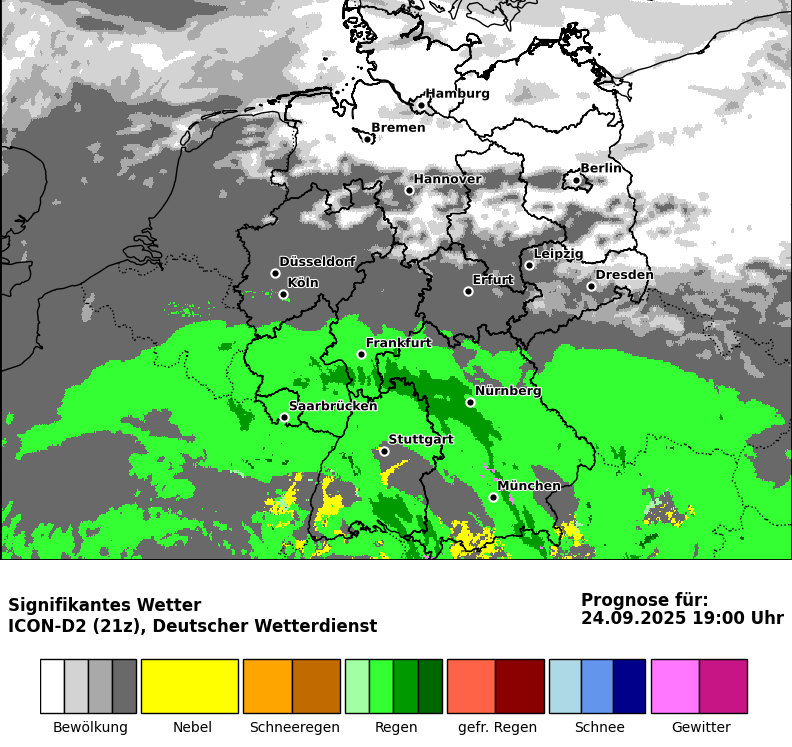 Hamburg
Bremen
Berlin
Hannover
Leipzig
Düsseldorf
Dresden
Köln
Erfurt
Frankfurt
Nürnberg
Saarbrücken
Stuttgart
München
Signifikantes Wetter
ICON-D2 (21z), Deutscher Wetterdienst
Prognose für:
24.09.2025 19:00 Uhr
Bewölkung
Nebel
Schneeregen
Regen
gefr. Regen
Schnee
Gewitter